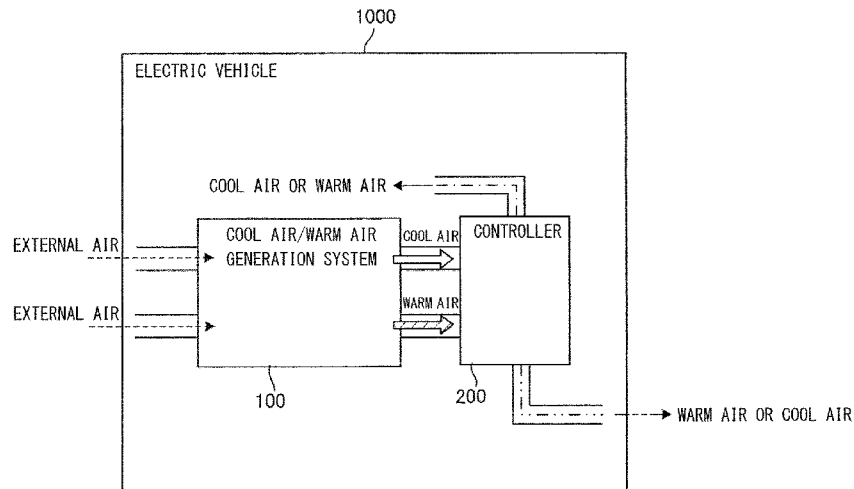 1000
ELECTRIC VEHICLE
COOL AIR OR WARM AIR
EXTERNAL AIR
COOL AIR/WARM AIR
GENERATION SYSTEM
COOL AIR
CONTROLLER
EXTERNAL AIR
WARM AIR
100
200
WARM AIR OR COOL AIR